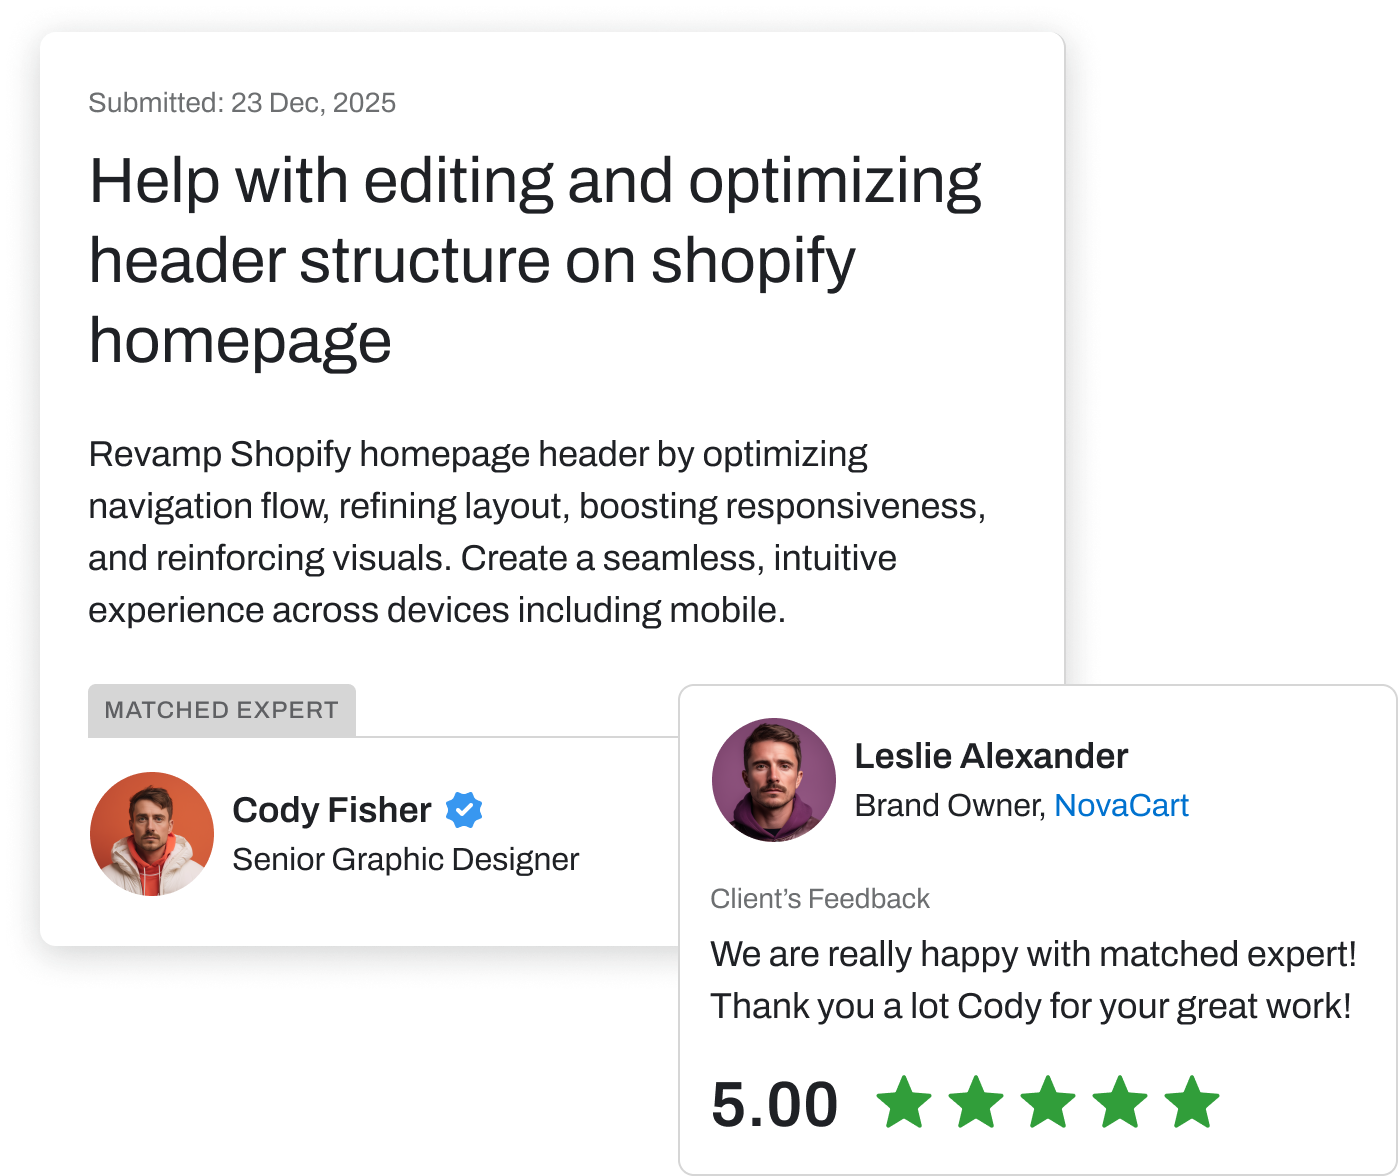 Submitted: 23 Dec, 2025
Help with editing and optimizing
header structure on shopify
homepage
Revamp Shopify homepage header by optimizing
navigation flow, refining layout, boosting responsiveness,
and reinforcing visuals. Create a seamless, intuitive
experience across devices including mobile.
MATCHED EXPERT
Cody Fisher
Senior Graphic Designer
Leslie Alexander
Brand Owner, NovaCart
Client’s Feedback
We are really happy with matched expert!
Thank you a lot Cody for your great work!
5.00